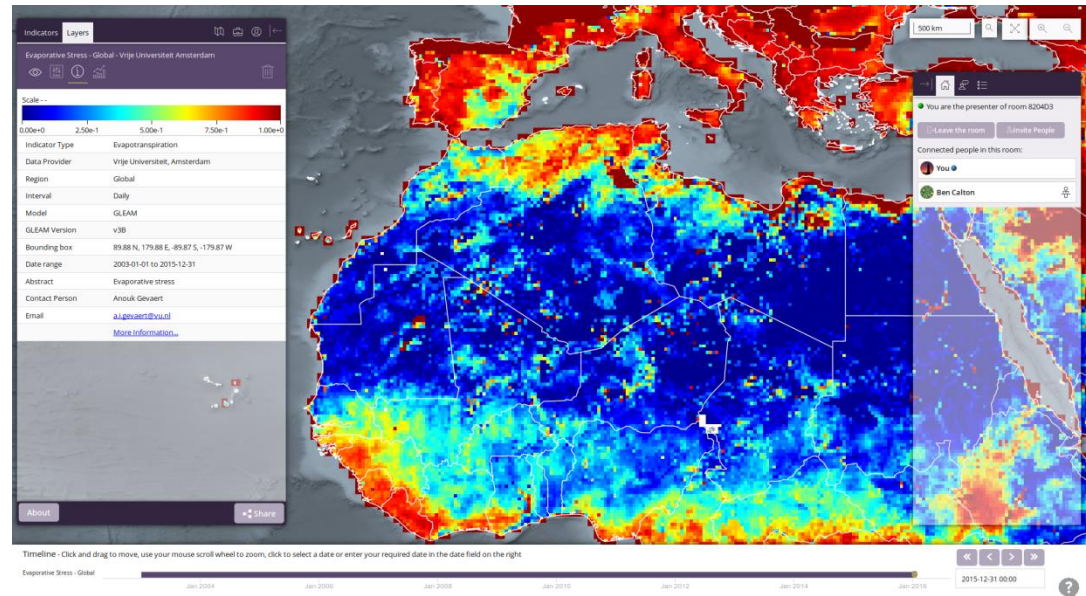 Indicators Layers
Evaporative Stress - Global - Vrije Universiteit Amsterdam
Scale - -
0.00e+0 2.50e-1 5.00e-1 7.50e-1 1.00e+0
Indicator Type Evapotranspiration
Data Provider Vrije Universiteit, Amsterdam
Region Global
Interval Daily
Model GLEAM
GLEAM Version v3B
Bounding box 89.88 N, 179.88 E, -89.87 S, -179.87 W
Date range 2003-01-01 to 2015-12-31
Abstract Evaporative stress
Contact Person Anouk Gevaert
Email a.i.gevaert@vu.nl
More Information...
About Share
500 km
You are the presenter of room 8204D3
Leave the room Invite People
Connected people in this room:
You
Ben Calton
Timeline - Click and drag to move, use your mouse scroll wheel to zoom, click to select a date or enter your required date in the date field on the right
Evaporative Stress - Global
Jan 2004 Jan 2006 Jan 2008 Jan 2010 Jan 2012 Jan 2014 Jan 2016
2015-12-31 00:00
?